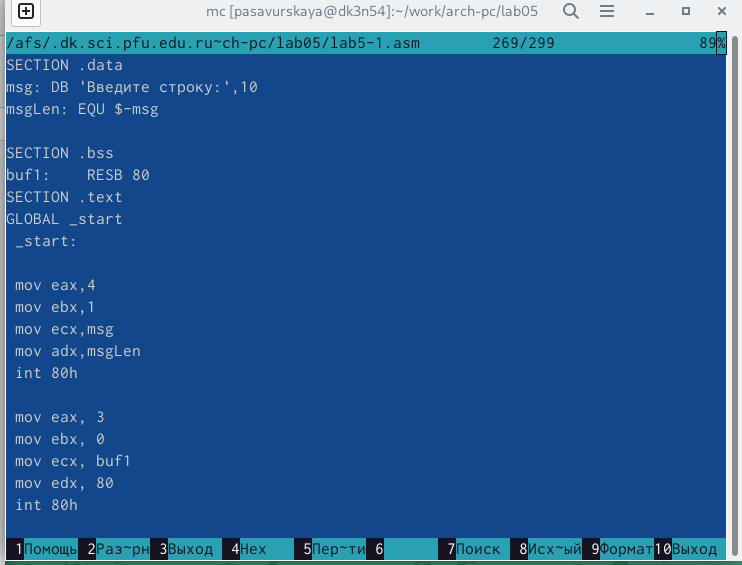 mc [pasavurskaya@dk3n54]:~/work/arch-pc/lab05
/afs/.dk.sci.pfu.edu.ru~ch-pc/lab05/lab5-1.asm 269/299 89%
SECTION .data
msg: DB 'Введите строку:',10
msgLen: EQU $-msg
SECTION .bss
buf1: RESB 80
SECTION .text
GLOBAL _start
_start:
mov eax,4
mov ebx,1
mov ecx,msg
mov adx,msgLen
int 80h
mov eax, 3
mov ebx, 0
mov ecx, buf1
mov edx, 80
int 80h
1Помощь 2Раз~рн 3Выход 4Hex 5Пер~ти 6 7Поиск 8Исх~ый 9Формат 10Выход